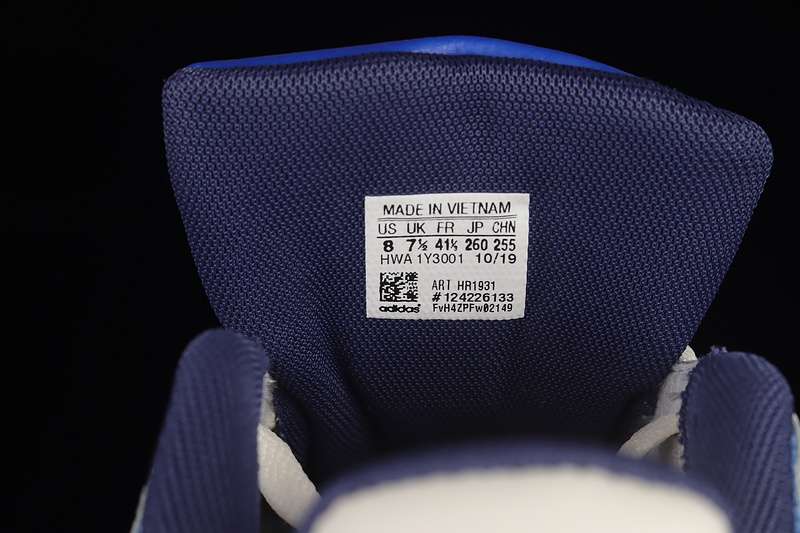 MADE IN VIETNAM
US UK FR JP CHN
8 7½ 41⅓ 260 255
HWA 1Y3001 10/19
ART HR1931
#124226133
adidas FvH4ZPFw02149